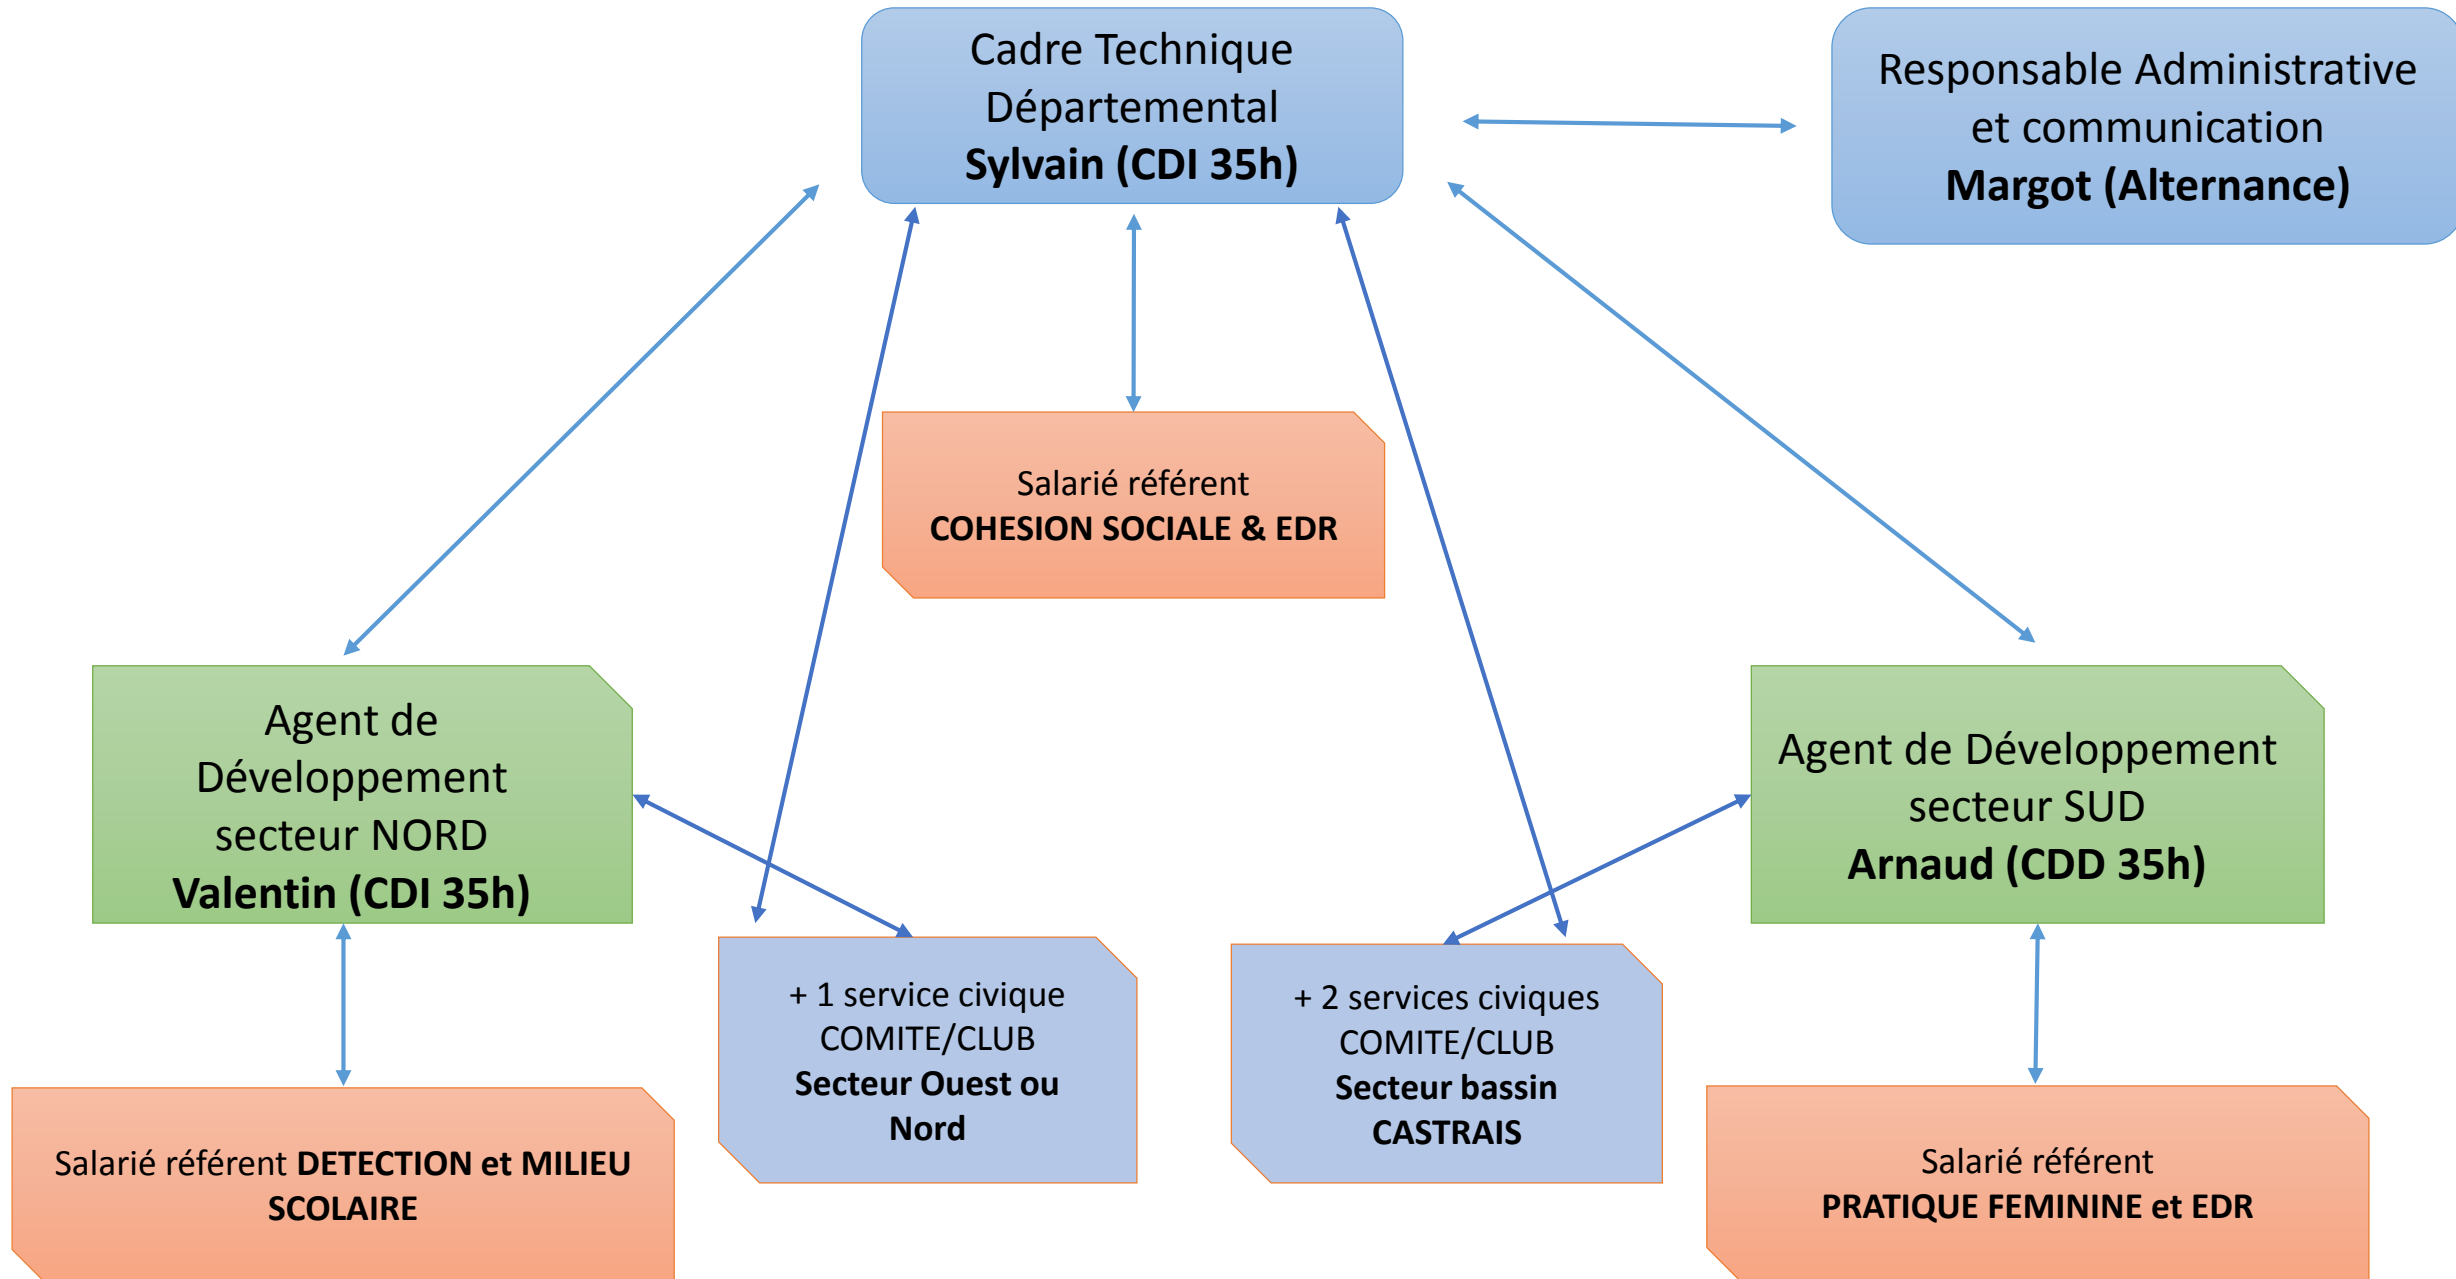 Cadre Technique
Départemental
Sylvain (CDI 35h)
Responsable Administrative
et communication
Margot (Alternance)
Salarié référent
COHESION SOCIALE & EDR
Agent de
Développement
secteur NORD
Valentin (CDI 35h)
Agent de Développement
secteur SUD
Arnaud (CDD 35h)
+ 1 service civique
COMITE/CLUB
Secteur Ouest ou
Nord
+ 2 services civiques
COMITE/CLUB
Secteur bassin
CASTRAIS
Salarié référent DETECTION et MILIEU
SCOLAIRE
Salarié référent
PRATIQUE FEMININE et EDR